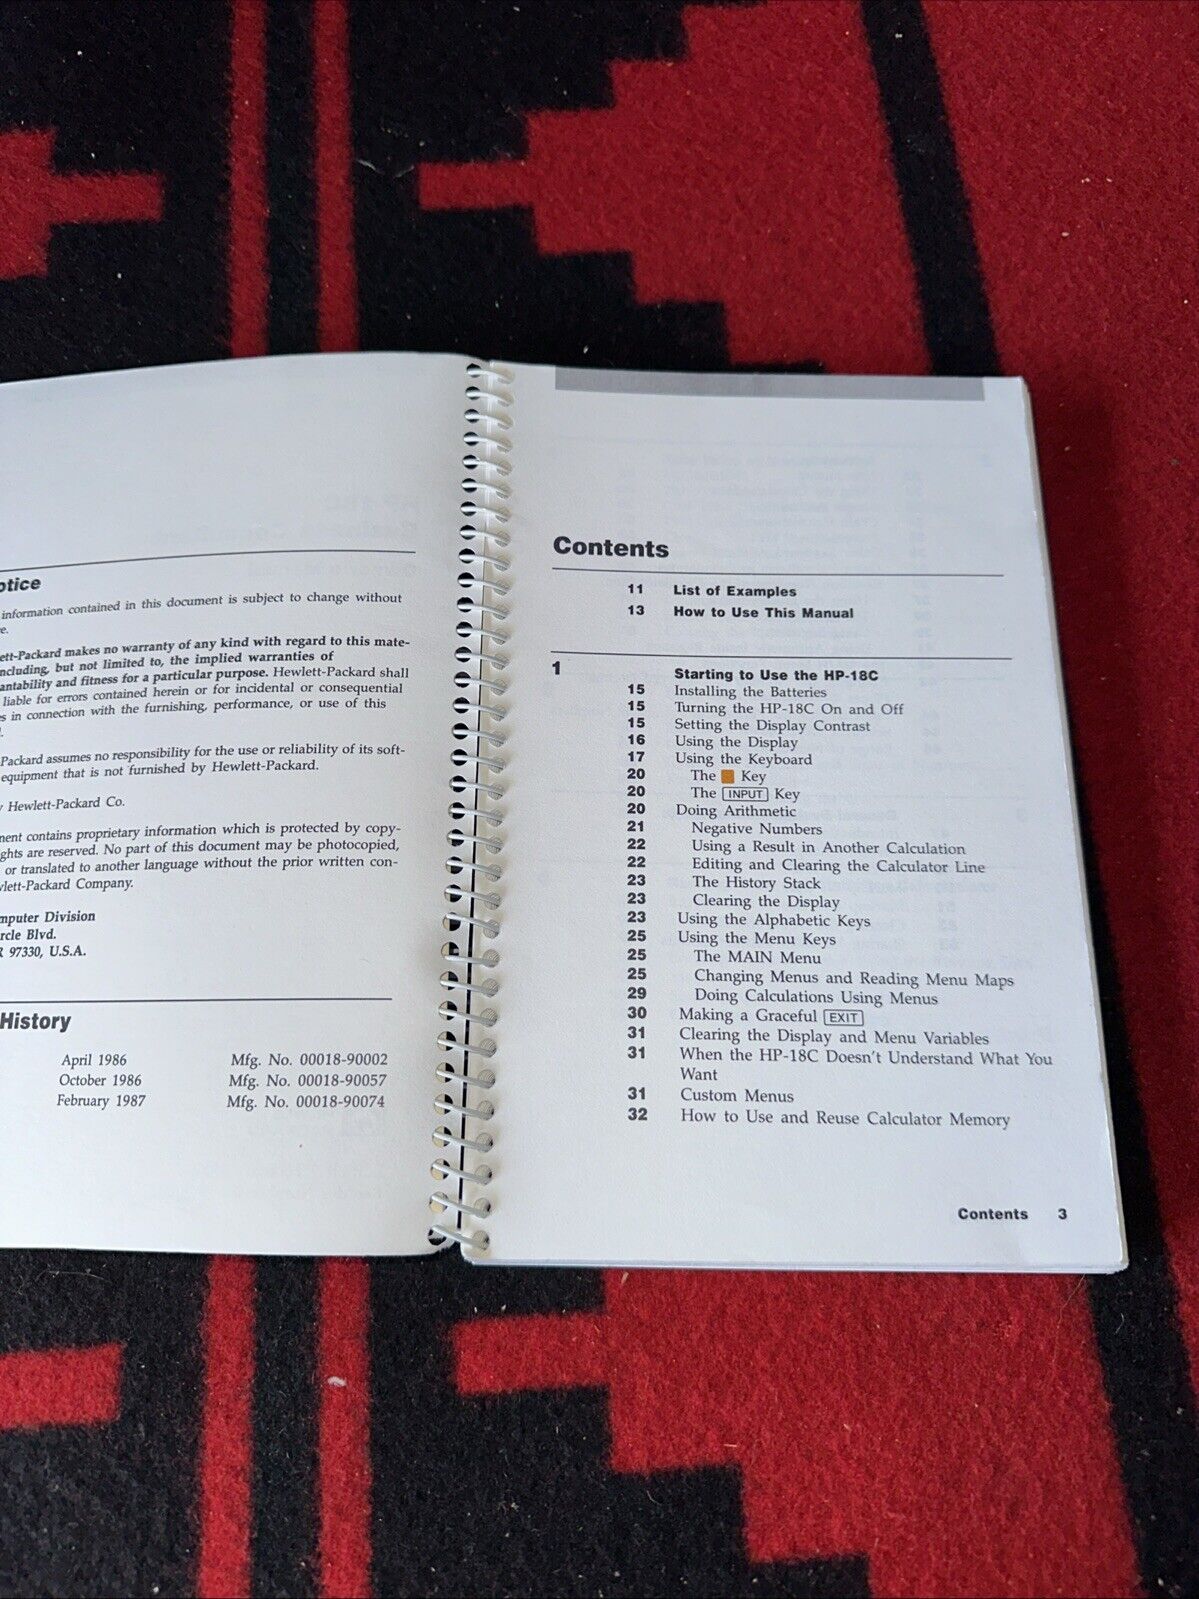 otice
information contained in this document is subject to change without
e.
ett-Packard makes no warranty of any kind with regard to this mate-
ncluding, but not limited to, the implied warranties of
antability and fitness for a particular purpose. Hewlett-Packard shall
liable for errors contained herein or for incidental or consequential
s in connection with the furnishing, performance, or use of this
l.
Packard assumes no responsibility for the use or reliability of its soft-
equipment that is not furnished by Hewlett-Packard.
y Hewlett-Packard Co.
ment contains proprietary information which is protected by copy-
ghts are reserved. No part of this document may be photocopied,
or translated to another language without the prior written con-
wlett-Packard Company.
mputer Division
rcle Blvd.
R 97330, U.S.A.
History
April 1986 Mfg. No. 00018-90002
October 1986 Mfg. No. 00018-90057
February 1987 Mfg. No. 00018-90074
Contents
11 List of Examples
13 How to Use This Manual
1 Starting to Use the HP-18C
15 Installing the Batteries
15 Turning the HP-18C On and Off
15 Setting the Display Contrast
16 Using the Display
17 Using the Keyboard
20 The Key
20 The INPUT Key
20 Doing Arithmetic
21 Negative Numbers
22 Using a Result in Another Calculation
22 Editing and Clearing the Calculator Line
23 The History Stack
23 Clearing the Display
23 Using the Alphabetic Keys
25 Using the Menu Keys
25 The MAIN Menu
25 Changing Menus and Reading Menu Maps
29 Doing Calculations Using Menus
30 Making a Graceful EXIT
31 Clearing the Display and Menu Variables
31 When the HP-18C Doesn't Understand What You
Want
31 Custom Menus
32 How to Use and Reuse Calculator Memory
Contents 3